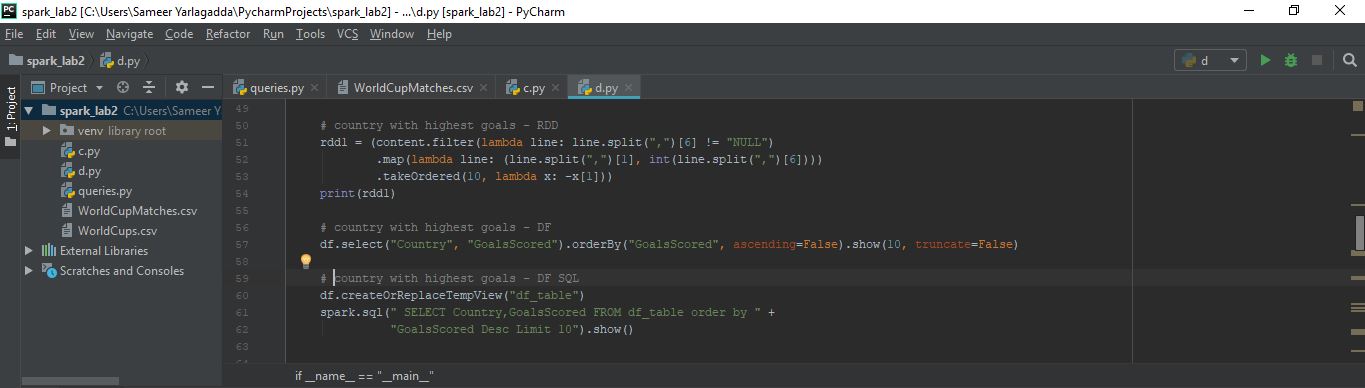 PC spark_lab2 [C:\Users\Sameer Yarlagadda\PycharmProjects\spark_lab2] - ...\d.py [spark_lab2] - PyCharm
File Edit View Navigate Code Refactor Run Tools VCS Window Help
spark_lab2 d.py d
Project queries.py WorldCupMatches.csv c.py d.py
1: Project
spark_lab2 C:\Users\Sameer Y
venv library root
c.py
d.py
queries.py
WorldCupMatches.csv
WorldCups.csv
External Libraries
Scratches and Consoles
49
50 # country with highest goals - RDD
51 rdd1 = (content.filter(lambda line: line.split(",")[6] != "NULL")
52 .map(lambda line: (line.split(",")[1], int(line.split(",")[6])))
53 .takeOrdered(10, lambda x: -x[1]))
54 print(rdd1)
55
56 # country with highest goals - DF
57 df.select("Country", "GoalsScored").orderBy("GoalsScored", ascending=False).show(10, truncate=False)
58
59 # country with highest goals - DF SQL
60 df.createOrReplaceTempView("df_table")
61 spark.sql(" SELECT Country,GoalsScored FROM df_table order by " +
62 "GoalsScored Desc Limit 10").show()
63
if __name__ == "__main__"